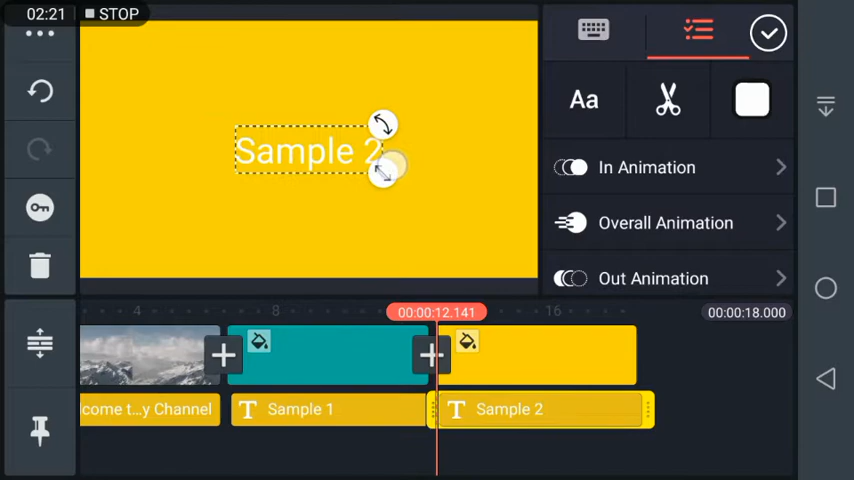 02:21 STOP
Sample 2
Aa
In Animation
Overall Animation
Out Animation
4 8 00:00:12.141 16 00:00:18.000
come t...y Channel
T Sample 1
T Sample 2